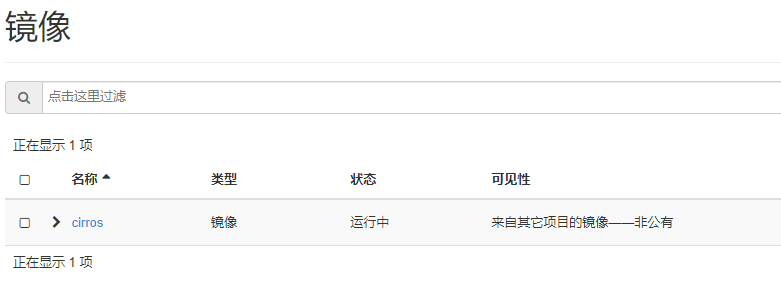 镜像
点击这里过滤
正在显示 1 项
名称 类型 状态 可见性
cirros 镜像 运行中 来自其它项目的镜像——非公有
正在显示 1 项